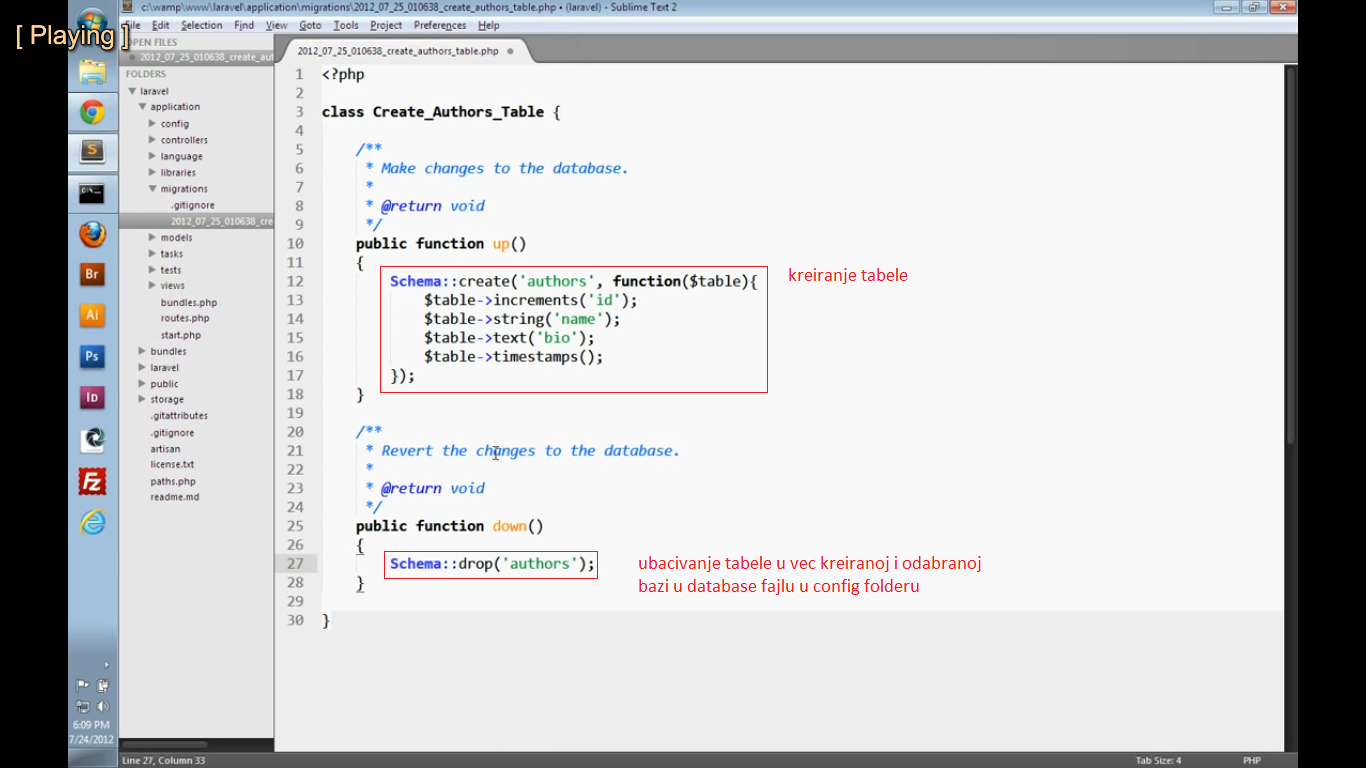 c:\wamp\www\laravel\application\migrations\2012_07_25_010638_create_authors_table.php • (laravel) - Sublime Text 2
File Edit Selection Find View Goto Tools Project Preferences Help
[ Playing ]
OPEN FILES
2012_07_25_010638_create_aut
FOLDERS
laravel
application
config
controllers
language
libraries
migrations
.gitignore
2012_07_25_010638_cre
models
tasks
tests
views
bundles.php
routes.php
start.php
bundles
laravel
public
storage
.gitattributes
.gitignore
artisan
license.txt
paths.php
readme.md
Br
Ai
Ps
Id
Fz
6:09 PM
7/24/2012
2012_07_25_010638_create_authors_table.php
1 <?php
2
3 class Create_Authors_Table {
4
5 /**
6 * Make changes to the database.
7 *
8 * @return void
9 */
10 public function up()
11 {
12 Schema::create('authors', function($table){
13 $table->increments('id');
14 $table->string('name');
15 $table->text('bio');
16 $table->timestamps();
17 });
18 }
19
20 /**
21 * Revert the changes to the database.
22 *
23 * @return void
24 */
25 public function down()
26 {
27 Schema::drop('authors');
28 }
29
30 }
kreiranje tabele
ubacivanje tabele u vec kreiranoj i odabranoj
bazi u database fajlu u config folderu
Line 27, Column 33
Tab Size: 4
PHP